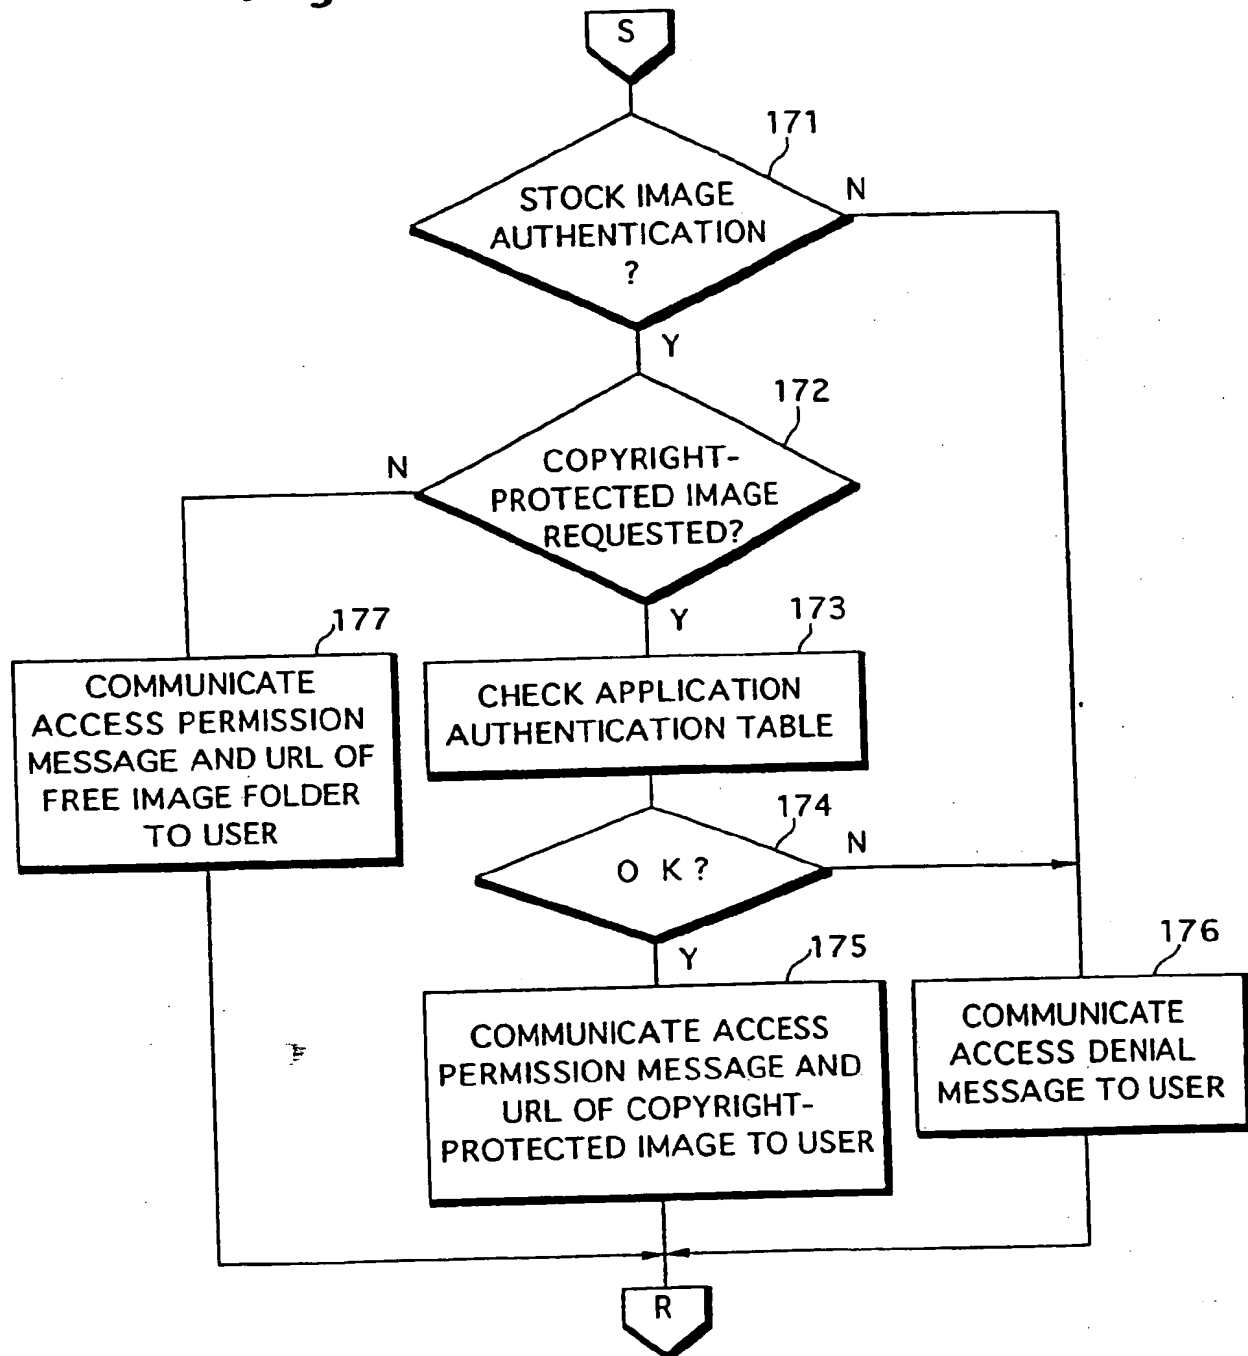 S
171
STOCK IMAGE
AUTHENTICATION
?
N
Y
172
COPYRIGHT-
PROTECTED IMAGE
REQUESTED?
N
Y
177
COMMUNICATE
ACCESS PERMISSION
MESSAGE AND URL OF
FREE IMAGE FOLDER
TO USER
173
CHECK APPLICATION
AUTHENTICATION TABLE
174
O K ?
N
Y
175
COMMUNICATE ACCESS
PERMISSION MESSAGE AND
URL OF COPYRIGHT-
PROTECTED IMAGE TO USER
176
COMMUNICATE
ACCESS DENIAL
MESSAGE TO USER
R